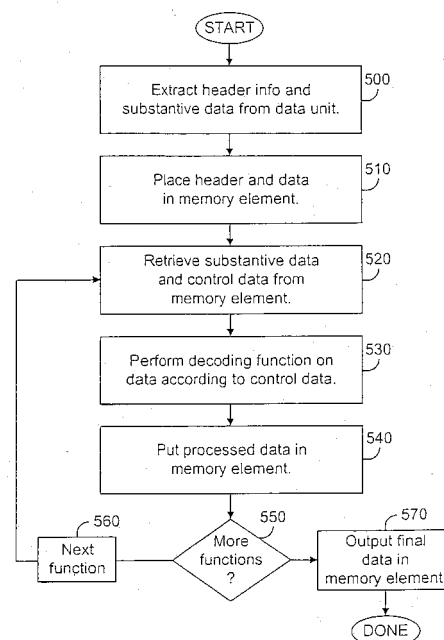 START
Extract header info and
substantive data from data unit.
500
Place header and data
in memory element.
510
Retrieve substantive data
and control data from
memory element.
520
Perform decoding function on
data according to control data.
530
Put processed data in
memory element.
540
More
functions
?
550
560
Next
function
570
Output final
data in
memory element
DONE